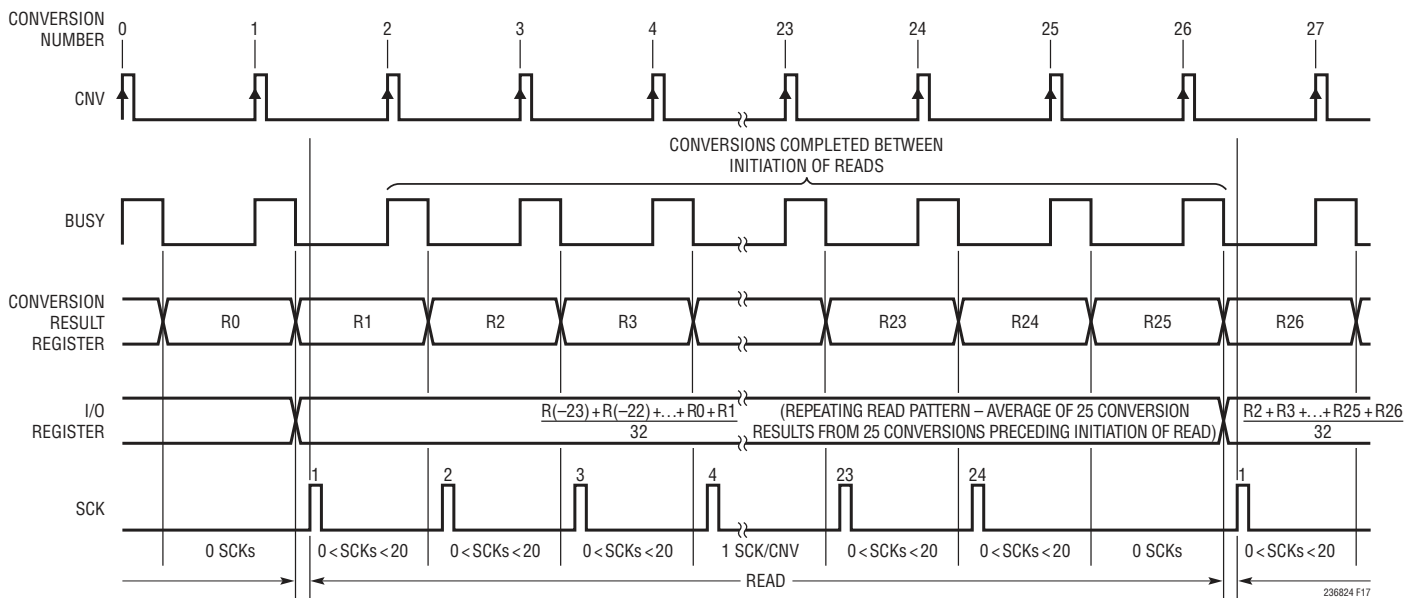 CONVERSION
NUMBER
0 1 2 3 4 23 24 25 26 27
CNV
CONVERSIONS COMPLETED BETWEEN
INITIATION OF READS
BUSY
CONVERSION
RESULT
REGISTER
R0 R1 R2 R3 R23 R24 R25 R26
I/O
REGISTER
R(–23) + R(–22) +…+ R0 + R1
32
(REPEATING READ PATTERN – AVERAGE OF 25 CONVERSION
RESULTS FROM 25 CONVERSIONS PRECEDING INITIATION OF READ)
R2 + R3 +…+ R25 + R26
32
1 2 3 4 23 24 1
SCK
0 SCKs 0 < SCKs < 20 0 < SCKs < 20 0 < SCKs < 20 1 SCK/CNV 0 < SCKs < 20 0 < SCKs < 20 0 SCKs 0 < SCKs < 20
READ
236824 F17